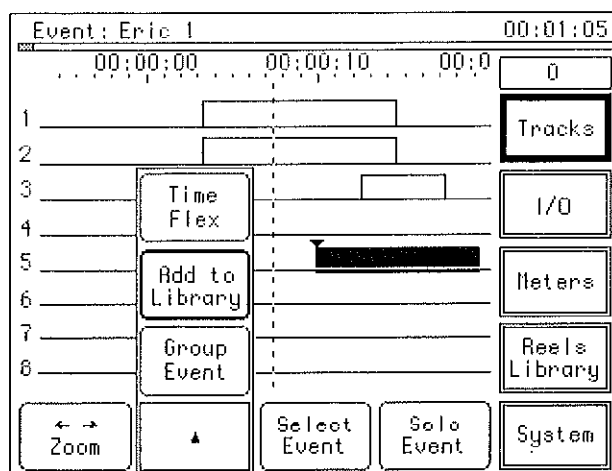 Event: Eric 1
00:01:05
00:00:00
00:00:10
00:0
0
1
2
3
4
5
6
7
8
Tracks
I/O
Meters
Reels
Library
System
Time
Flex
Add to
Library
Group
Event
← →
Zoom
▲
Select
Event
Solo
Event